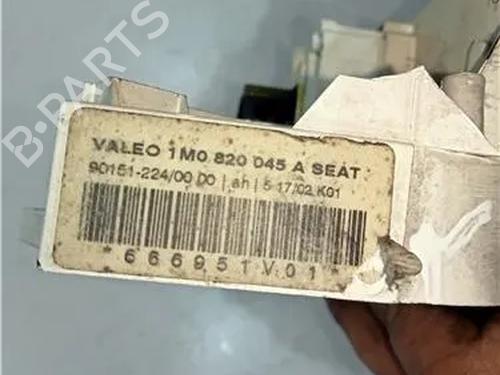 B-PARTS
VALEO 1M0 820 045 A SEAT
90151-224/00 D0 | ah | 5 17/02 K01
*666951V01*